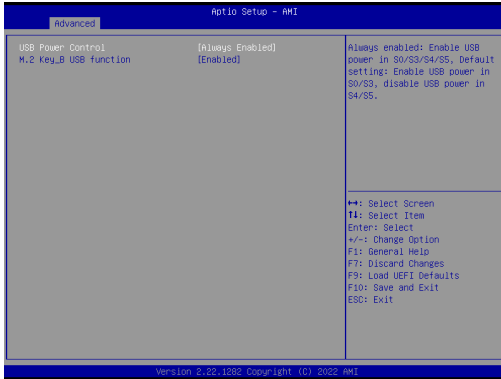 Aptio Setup - AMI
Advanced
USB Power Control [Always Enabled]
M.2 Key_B USB function [Enabled]
Always enabled: Enable USB
power in S0/S3/S4/S5, Default
setting: Enable USB power in
S0/S3, disable USB power in
S4/S5.
↔: Select Screen
↑↓: Select Item
Enter: Select
+/-: Change Option
F1: General Help
F7: Discard Changes
F9: Load UEFI Defaults
F10: Save and Exit
ESC: Exit
Version 2.22.1282 Copyright (C) 2022 AMI